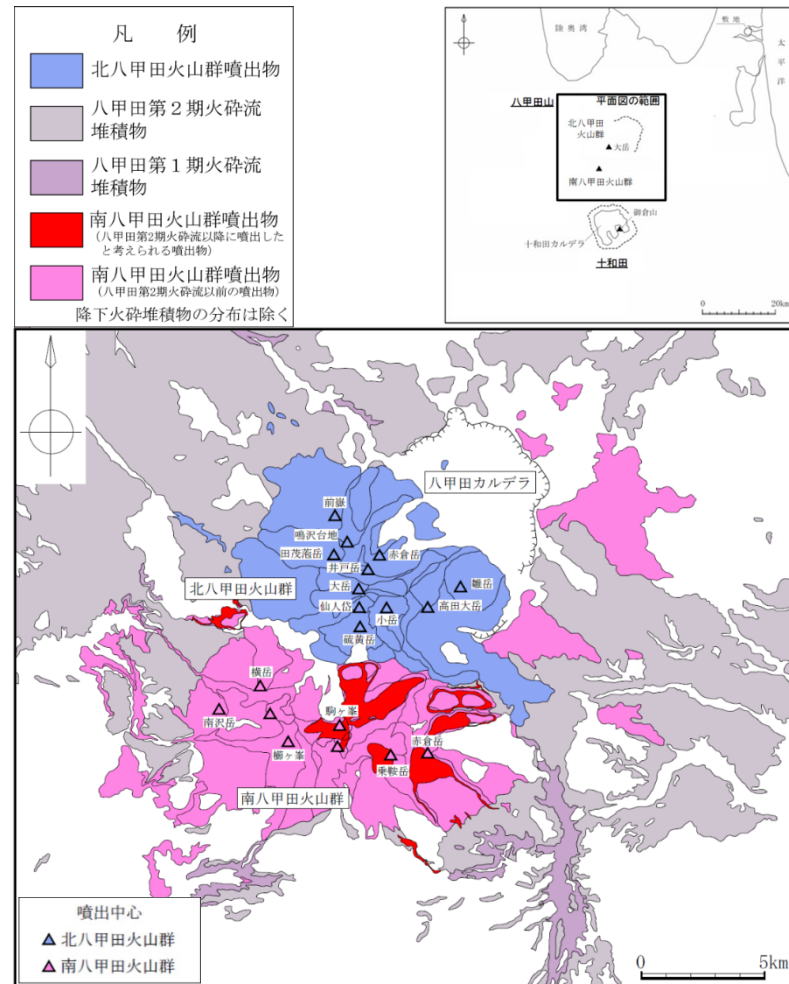 凡 例
北八甲田火山群噴出物
八甲田第２期火砕流
堆積物
八甲田第１期火砕流
堆積物
南八甲田火山群噴出物
(八甲田第2期火砕流以降に噴出した
と考えられる噴出物)
南八甲田火山群噴出物
(八甲田第2期火砕流以前の噴出物)
降下火砕堆積物の分布は除く
陸奥湾
敷地
太平洋
八甲田山
平面図の範囲
北八甲田
火山群
大岳
南八甲田火山群
御倉山
十和田カルデラ
十和田
0 20km
八甲田カルデラ
前嶽
鳴沢台地
田茂萢岳
赤倉岳
井戸岳
大岳
雛岳
北八甲田火山群
仙人岱
小岳
高田大岳
硫黄岳
横岳
南沢岳
駒ヶ峯
櫛ヶ峯
赤倉岳
乗鞍岳
南八甲田火山群
噴出中心
北八甲田火山群
南八甲田火山群
0 5km